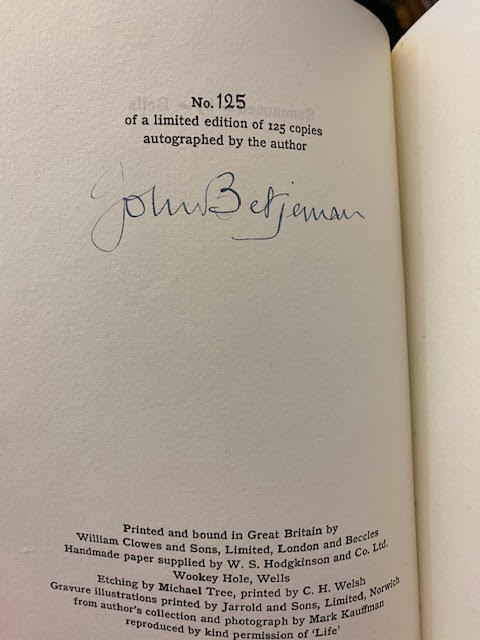 No. 125
of a limited edition of 125 copies
autographed by the author
John Betjeman
Printed and bound in Great Britain by
William Clowes and Sons, Limited, London and Beccles
Handmade paper supplied by W. S. Hodgkinson and Co. Ltd.
Wookey Hole, Wells
Etching by Michael Tree, printed by C. H. Welsh
Gravure illustrations printed by Jarrold and Sons, Limited, Norwich
from author's collection and photograph by Mark Kauffman
reproduced by kind permission of 'Life'